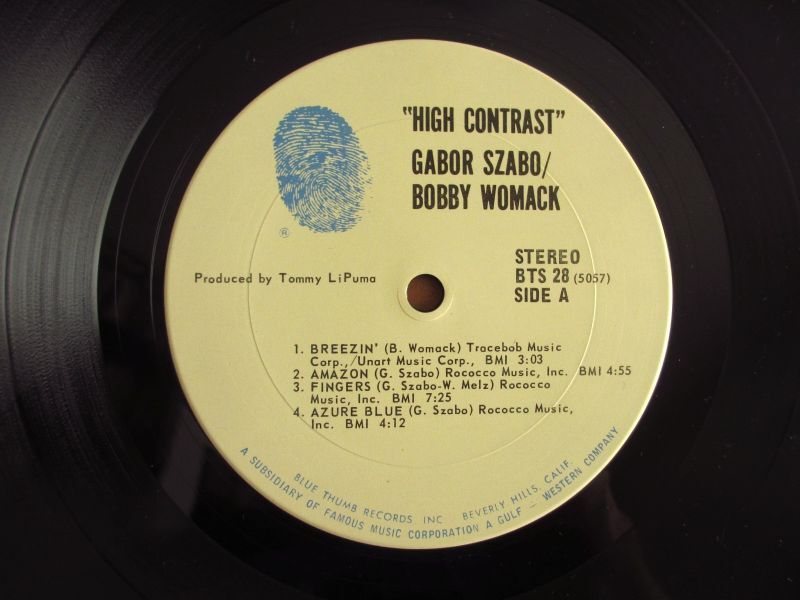 "HIGH CONTRAST"
GABOR SZABO/
BOBBY WOMACK
®
STEREO
BTS 28 (5057)
SIDE A
Produced by Tommy LiPuma
1. BREEZIN' (B. Womack) Tracebob Music
Corp.,/Unart Music Corp., BMI 3:03
2. AMAZON (G. Szabo) Rococco Music, Inc. BMI 4:55
3. FINGERS (G. Szabo-W. Melz) Rococco
Music, Inc. BMI 7:25
4. AZURE BLUE (G. Szabo) Rococco Music,
Inc. BMI 4:12
BLUE THUMB RECORDS, INC. BEVERLY HILLS, CALIF.
A SUBSIDIARY OF FAMOUS MUSIC CORPORATION A GULF + WESTERN COMPANY